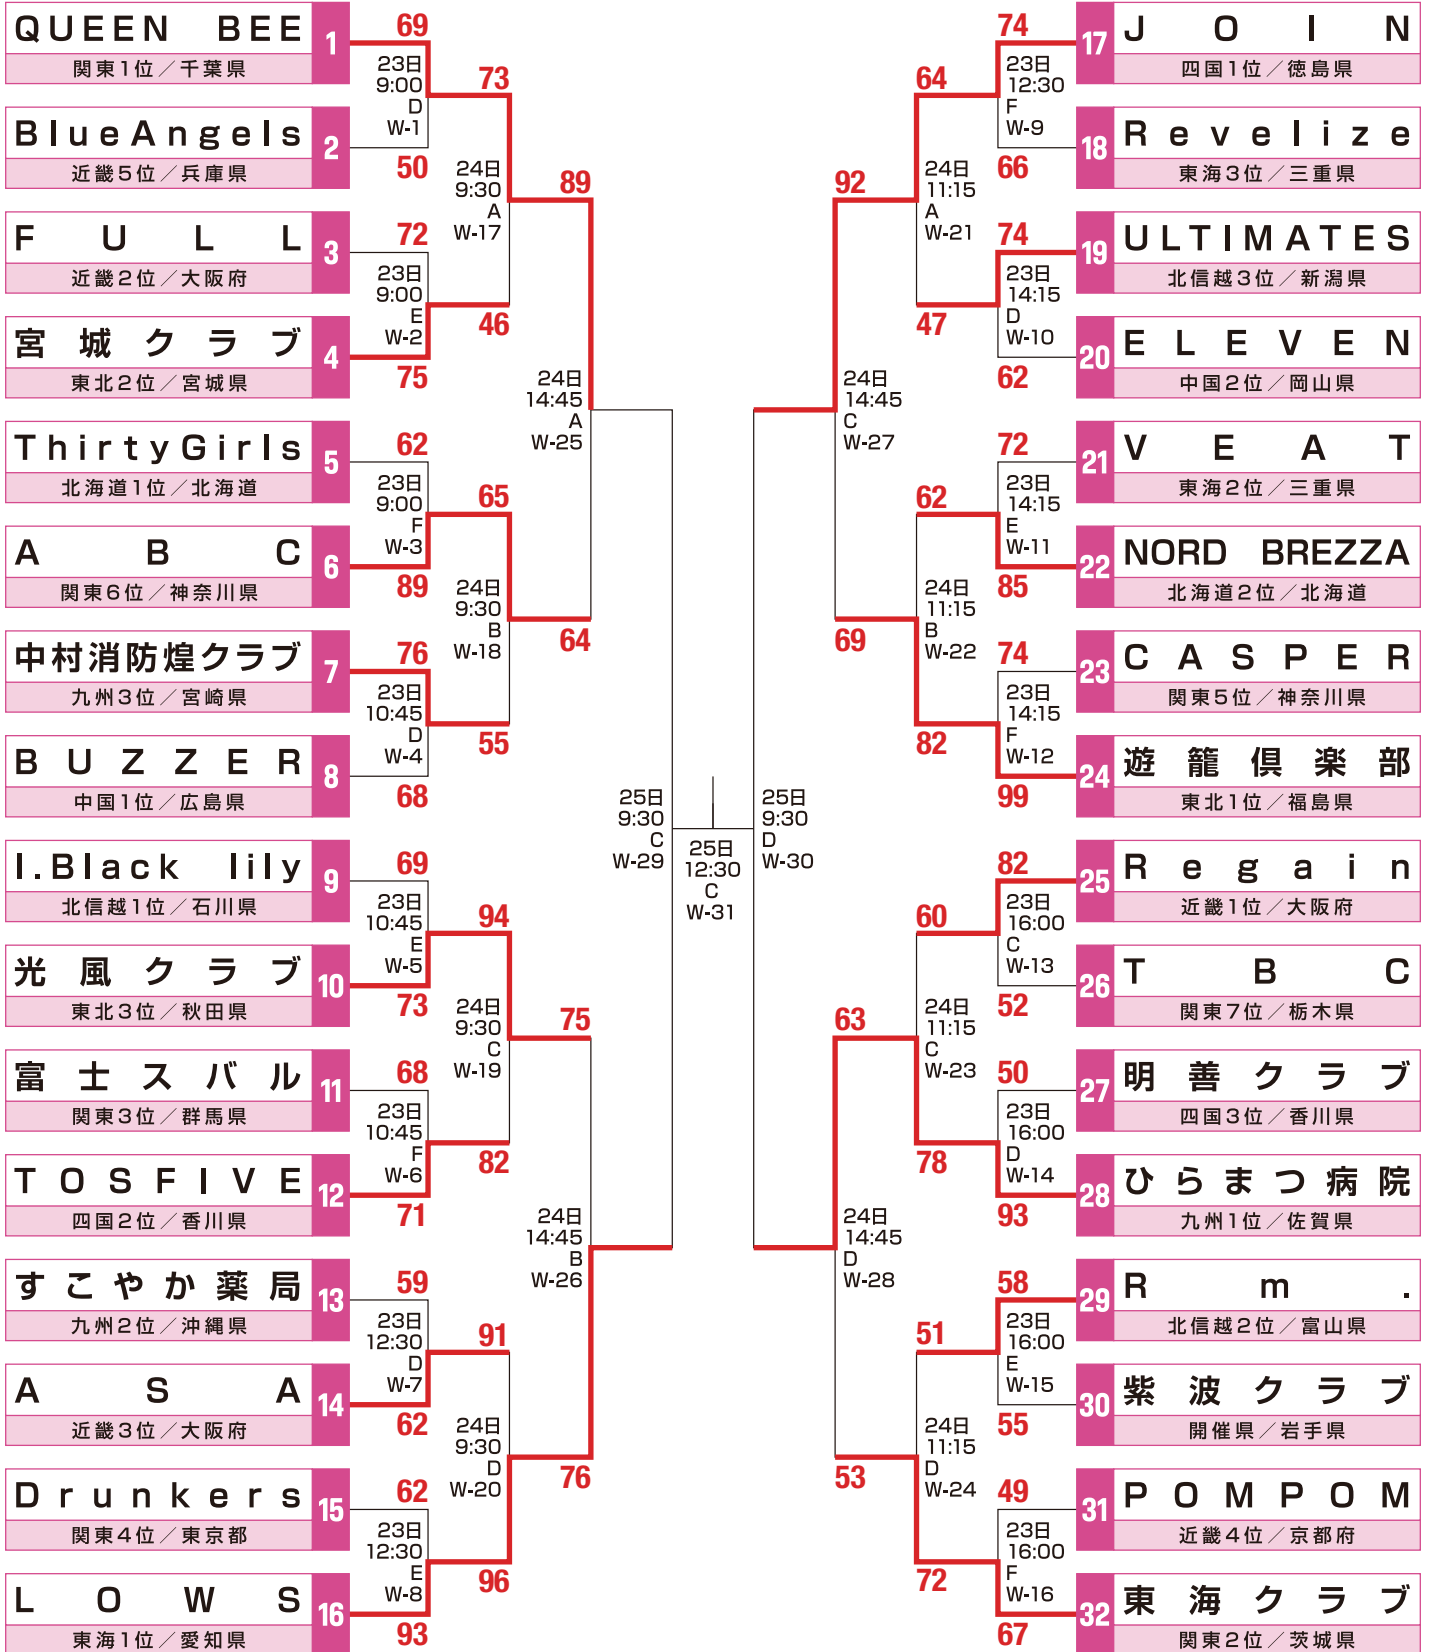 QUEEN BEE
関東1位／千葉県
1
69
23日
9:00
D
W-1
BlueAngels
近畿5位／兵庫県
2
50
73
FULL
近畿2位／大阪府
3
72
23日
9:00
E
W-2
宮城クラブ
東北2位／宮城県
4
75
46
24日
9:30
A
W-17
89
ThirtyGirls
北海道1位／北海道
5
62
23日
9:00
F
W-3
ABC
関東6位／神奈川県
6
89
65
中村消防煌クラブ
九州3位／宮崎県
7
76
23日
10:45
D
W-4
BUZZER
中国1位／広島県
8
68
55
24日
9:30
B
W-18
64
24日
14:45
A
W-25
I.Black lily
北信越1位／石川県
9
69
23日
10:45
E
W-5
光風クラブ
東北3位／秋田県
10
73
94
富士スバル
関東3位／群馬県
11
68
23日
10:45
F
W-6
TOSFIVE
四国2位／香川県
12
71
82
24日
9:30
C
W-19
75
すこやか薬局
九州2位／沖縄県
13
59
23日
12:30
D
W-7
ASA
近畿3位／大阪府
14
62
91
Drunkers
関東4位／東京都
15
62
23日
12:30
E
W-8
LOWS
東海1位／愛知県
16
93
96
24日
9:30
D
W-20
76
24日
14:45
B
W-26
25日
9:30
C
W-29
25日
12:30
C
W-31
25日
9:30
D
W-30
JOIN
四国1位／徳島県
17
74
23日
12:30
F
W-9
Revelize
東海3位／三重県
18
66
64
ULTIMATES
北信越3位／新潟県
19
74
23日
14:15
D
W-10
ELEVEN
中国2位／岡山県
20
62
47
24日
11:15
A
W-21
92
VEAT
東海2位／三重県
21
72
23日
14:15
E
W-11
NORD BREZZA
北海道2位／北海道
22
85
62
CASPER
関東5位／神奈川県
23
74
23日
14:15
F
W-12
遊籠倶楽部
東北1位／福島県
24
99
82
24日
11:15
B
W-22
69
24日
14:45
C
W-27
Regain
近畿1位／大阪府
25
82
23日
16:00
C
W-13
TBC
関東7位／栃木県
26
52
60
明善クラブ
四国3位／香川県
27
50
23日
16:00
D
W-14
ひらまつ病院
九州1位／佐賀県
28
93
78
24日
11:15
C
W-23
63
Rm.
北信越2位／富山県
29
58
23日
16:00
E
W-15
紫波クラブ
開催県／岩手県
30
55
51
POMPOM
近畿4位／京都府
31
49
23日
16:00
F
W-16
東海クラブ
関東2位／茨城県
32
67
72
24日
11:15
D
W-24
53
24日
14:45
D
W-28